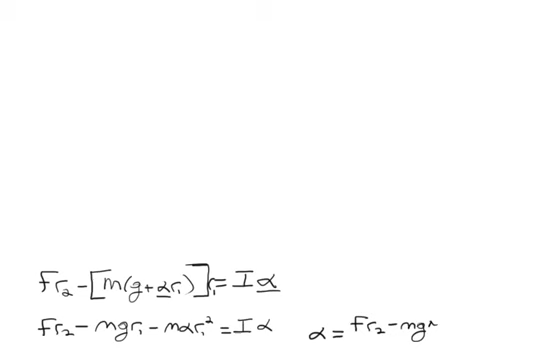 Fr₂ - [m(g + αr₁)]r₁ = Iα
Fr₂ - mgr₁ - mαr₁² = Iα
α = Fr₂ - mgr